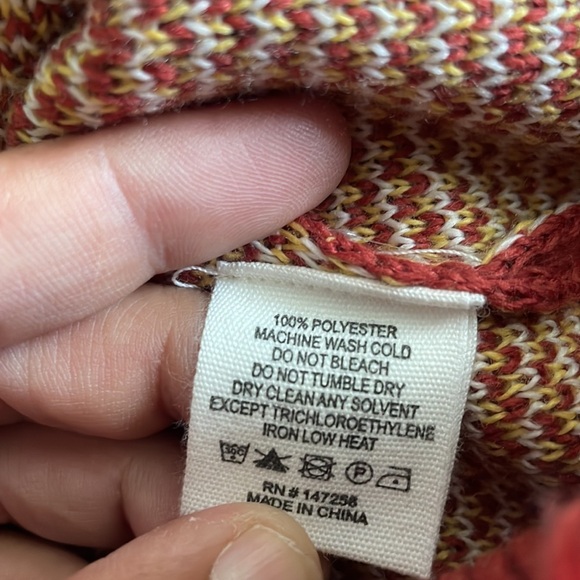 100% POLYESTER
MACHINE WASH COLD
DO NOT BLEACH
DO NOT TUMBLE DRY
DRY CLEAN ANY SOLVENT
EXCEPT TRICHLOROETHYLENE
IRON LOW HEAT
P
RN # 147258
MADE IN CHINA